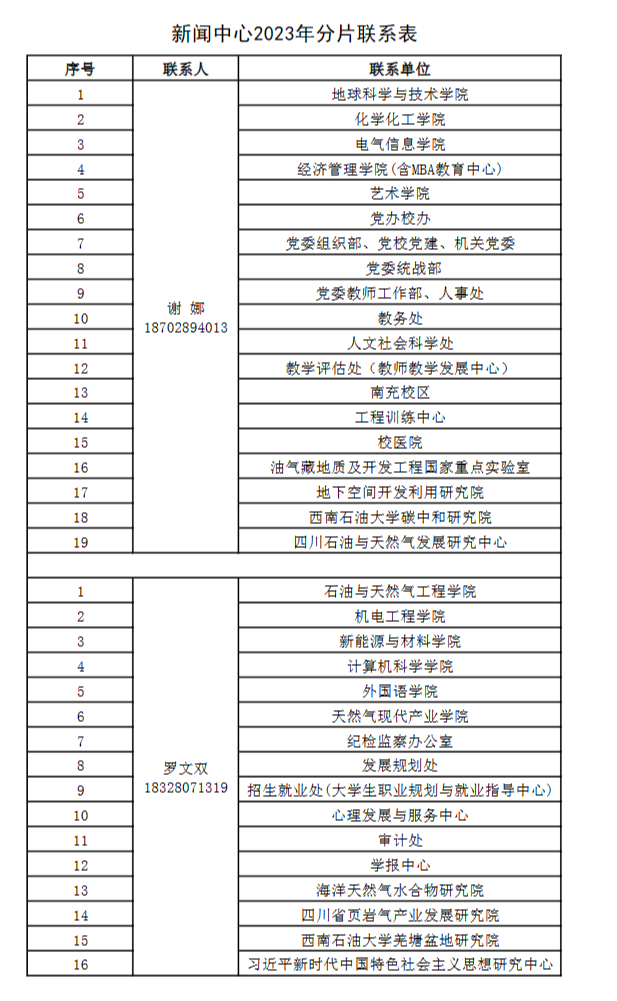 新闻中心2023年分片联系表
序号 联系人 联系单位
1 地球科学与技术学院
2 化学化工学院
3 电气信息学院
4 经济管理学院(含MBA教育中心)
5 艺术学院
6 党办校办
7 党委组织部、党校党建、机关党委
8 党委统战部
9 党委教师工作部、人事处
谢 娜
18702894013
10 教务处
11 人文社会科学处
12 教学评估处（教师教学发展中心）
13 南充校区
14 工程训练中心
15 校医院
16 油气藏地质及开发工程国家重点实验室
17 地下空间开发利用研究院
18 西南石油大学碳中和研究院
19 四川石油与天然气发展研究中心
1 石油与天然气工程学院
2 机电工程学院
3 新能源与材料学院
4 计算机科学学院
5 外国语学院
6 天然气现代产业学院
7 纪检监察办公室
8 发展规划处
罗文双
18328071319
9 招生就业处(大学生职业规划与就业指导中心)
10 心理发展与服务中心
11 审计处
12 学报中心
13 海洋天然气水合物研究院
14 四川省页岩气产业发展研究院
15 西南石油大学羌塘盆地研究院
16 习近平新时代中国特色社会主义思想研究中心